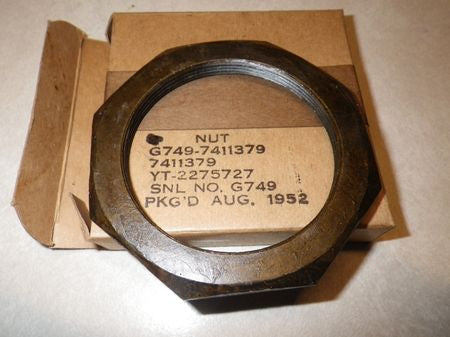 NUT
G749-7411379
7411379
YT-2275727
SNL NO. G749
PKG'D AUG. 1952